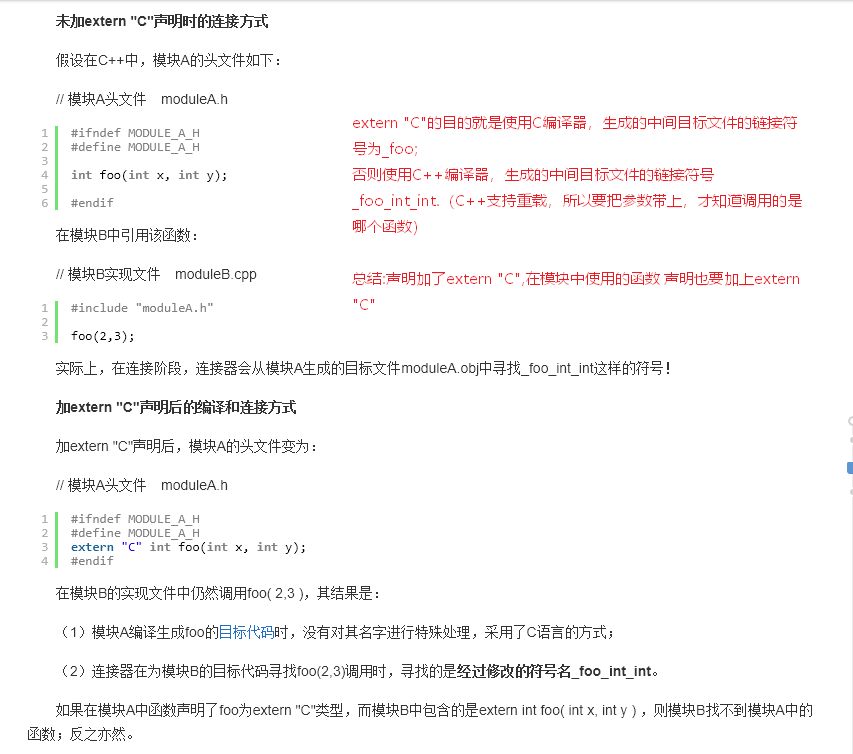 未加extern "C"声明时的连接方式
假设在C++中，模块A的头文件如下：
// 模块A头文件　moduleA.h
1 #ifndef MODULE_A_H
2 #define MODULE_A_H
3
4 int foo(int x, int y);
5
6 #endif
extern "C"的目的就是使用C编译器，生成的中间目标文件的链接符
号为_foo;
否则使用C++编译器，生成的中间目标文件的链接符号
_foo_int_int.（C++支持重载，所以要把参数带上，才知道调用的是
哪个函数)
在模块B中引用该函数：
// 模块B实现文件　moduleB.cpp
总结:声明加了extern "C",在模块中使用的函数 声明也要加上extern
"C"
1 #include "moduleA.h"
2
3 foo(2,3);
实际上，在连接阶段，连接器会从模块A生成的目标文件moduleA.obj中寻找_foo_int_int这样的符号！
加extern "C"声明后的编译和连接方式
加extern "C"声明后，模块A的头文件变为：
// 模块A头文件　moduleA.h
1 #ifndef MODULE_A_H
2 #define MODULE_A_H
3 extern "C" int foo(int x, int y);
4 #endif
在模块B的实现文件中仍然调用foo( 2,3 )，其结果是：
（1）模块A编译生成foo的目标代码时，没有对其名字进行特殊处理，采用了C语言的方式；
（2）连接器在为模块B的目标代码寻找foo(2,3)调用时，寻找的是经过修改的符号名_foo_int_int。
如果在模块A中函数声明了foo为extern "C"类型，而模块B中包含的是extern int foo( int x, int y ) ，则模块B找不到模块A中的
函数；反之亦然。